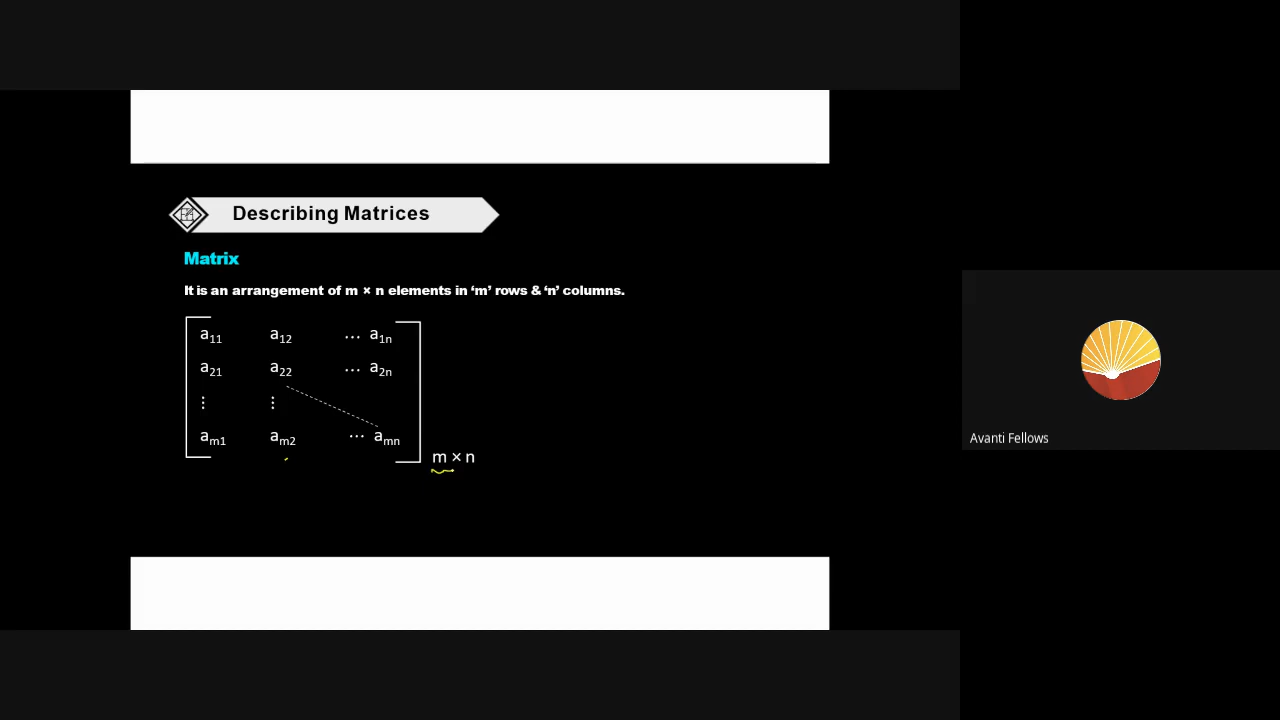 Describing Matrices
Matrix
It is an arrangement of m × n elements in ‘m’ rows & ‘n’ columns.
a₁₁ a₁₂ ⋯ a₁ₙ
a₂₁ a₂₂ ⋯ a₂ₙ
⋮ ⋮
aₘ₁ aₘ₂ ⋯ aₘₙ
m × n
Avanti Fellows